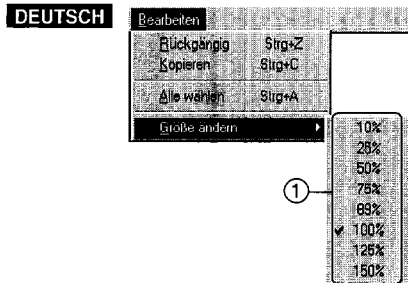 DEUTSCH
Bearbeiten
Rückgängig Strg+Z
Kopieren Strg+C
Alle wählen Strg+A
Größe ändern
1
10%
25%
50%
75%
89%
✔ 100%
125%
150%